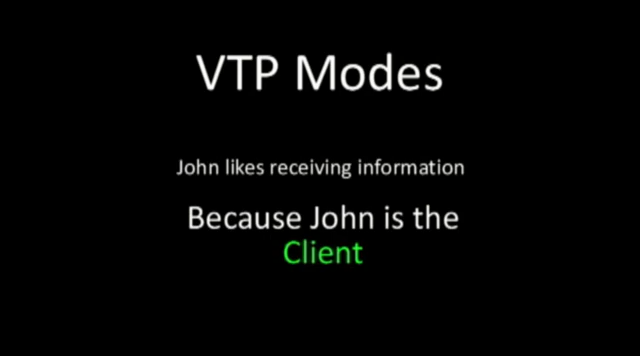 VTP Modes
John likes receiving information
Because John is the
Client